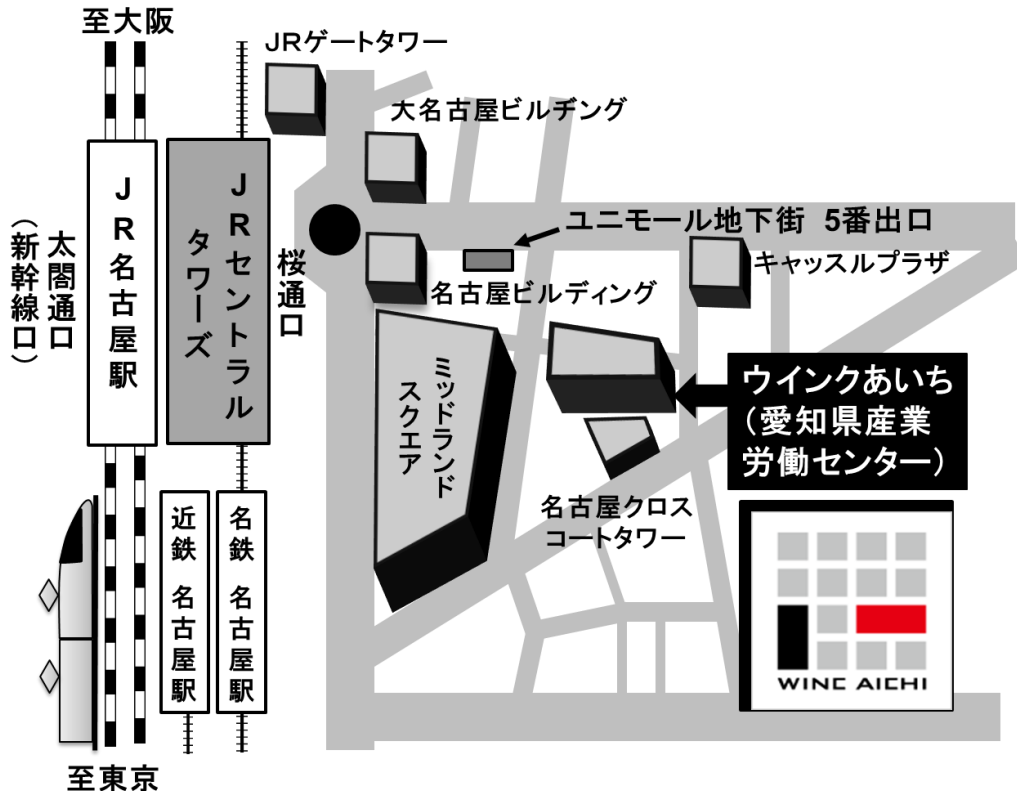 至大阪
JRゲートタワー
大名古屋ビルヂング
JR名古屋駅
JRセントラル
タワーズ
桜通口
太閤通口
（新幹線口）
ユニモール地下街 5番出口
キャッスルプラザ
名古屋ビルディング
ミッドランド
スクエア
ウインクあいち
（愛知県産業
労働センター）
名古屋クロス
コートタワー
近鉄 名古屋駅
名鉄 名古屋駅
WINC AICHI
至東京